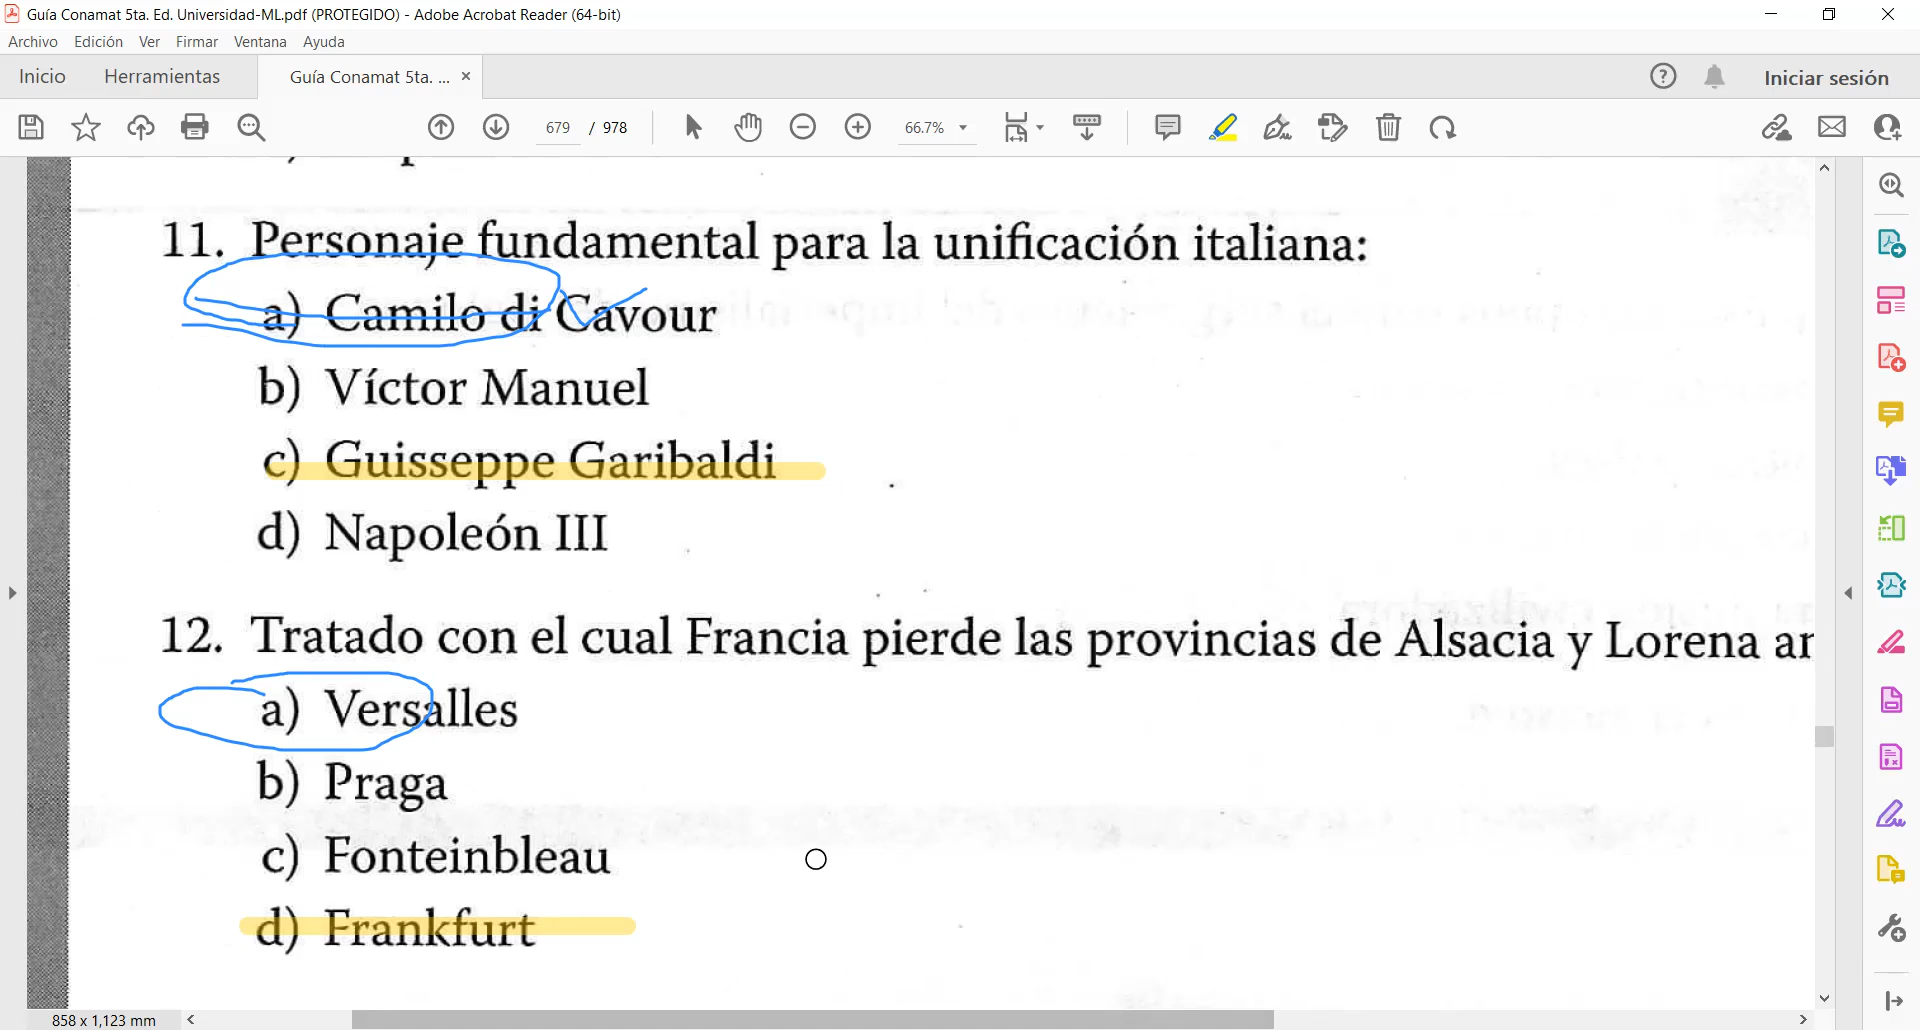 Guía Conamat 5ta. Ed. Universidad-ML.pdf (PROTEGIDO) - Adobe Acrobat Reader (64-bit)
Archivo Edición Ver Firmar Ventana Ayuda
Inicio Herramientas Guía Conamat 5ta. ... × Iniciar sesión
679 / 978 66.7%
11. Personaje fundamental para la unificación italiana:
a) Camilo di Cavour
b) Víctor Manuel
c) Guisseppe Garibaldi
d) Napoleón III
12. Tratado con el cual Francia pierde las provincias de Alsacia y Lorena an
a) Versalles
b) Praga
c) Fonteinbleau
d) Frankfurt
858 x 1,123 mm